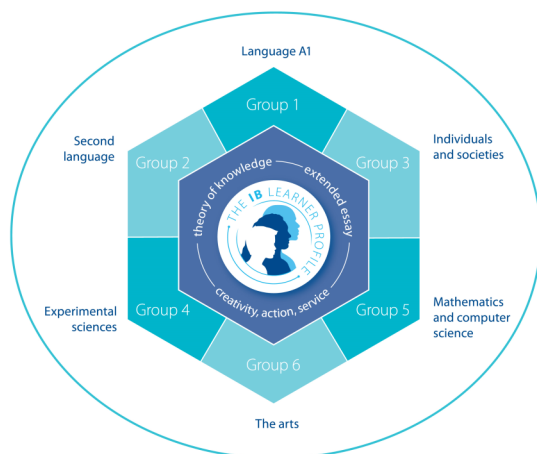 Language A1
Group 1
Second
language
Group 2
Group 3
Individuals
and societies
theory of knowledge
extended essay
THE IB LEARNER PROFILE
creativity, action, service
Experimental
sciences
Group 4
Group 5
Mathematics
and computer
science
Group 6
The arts